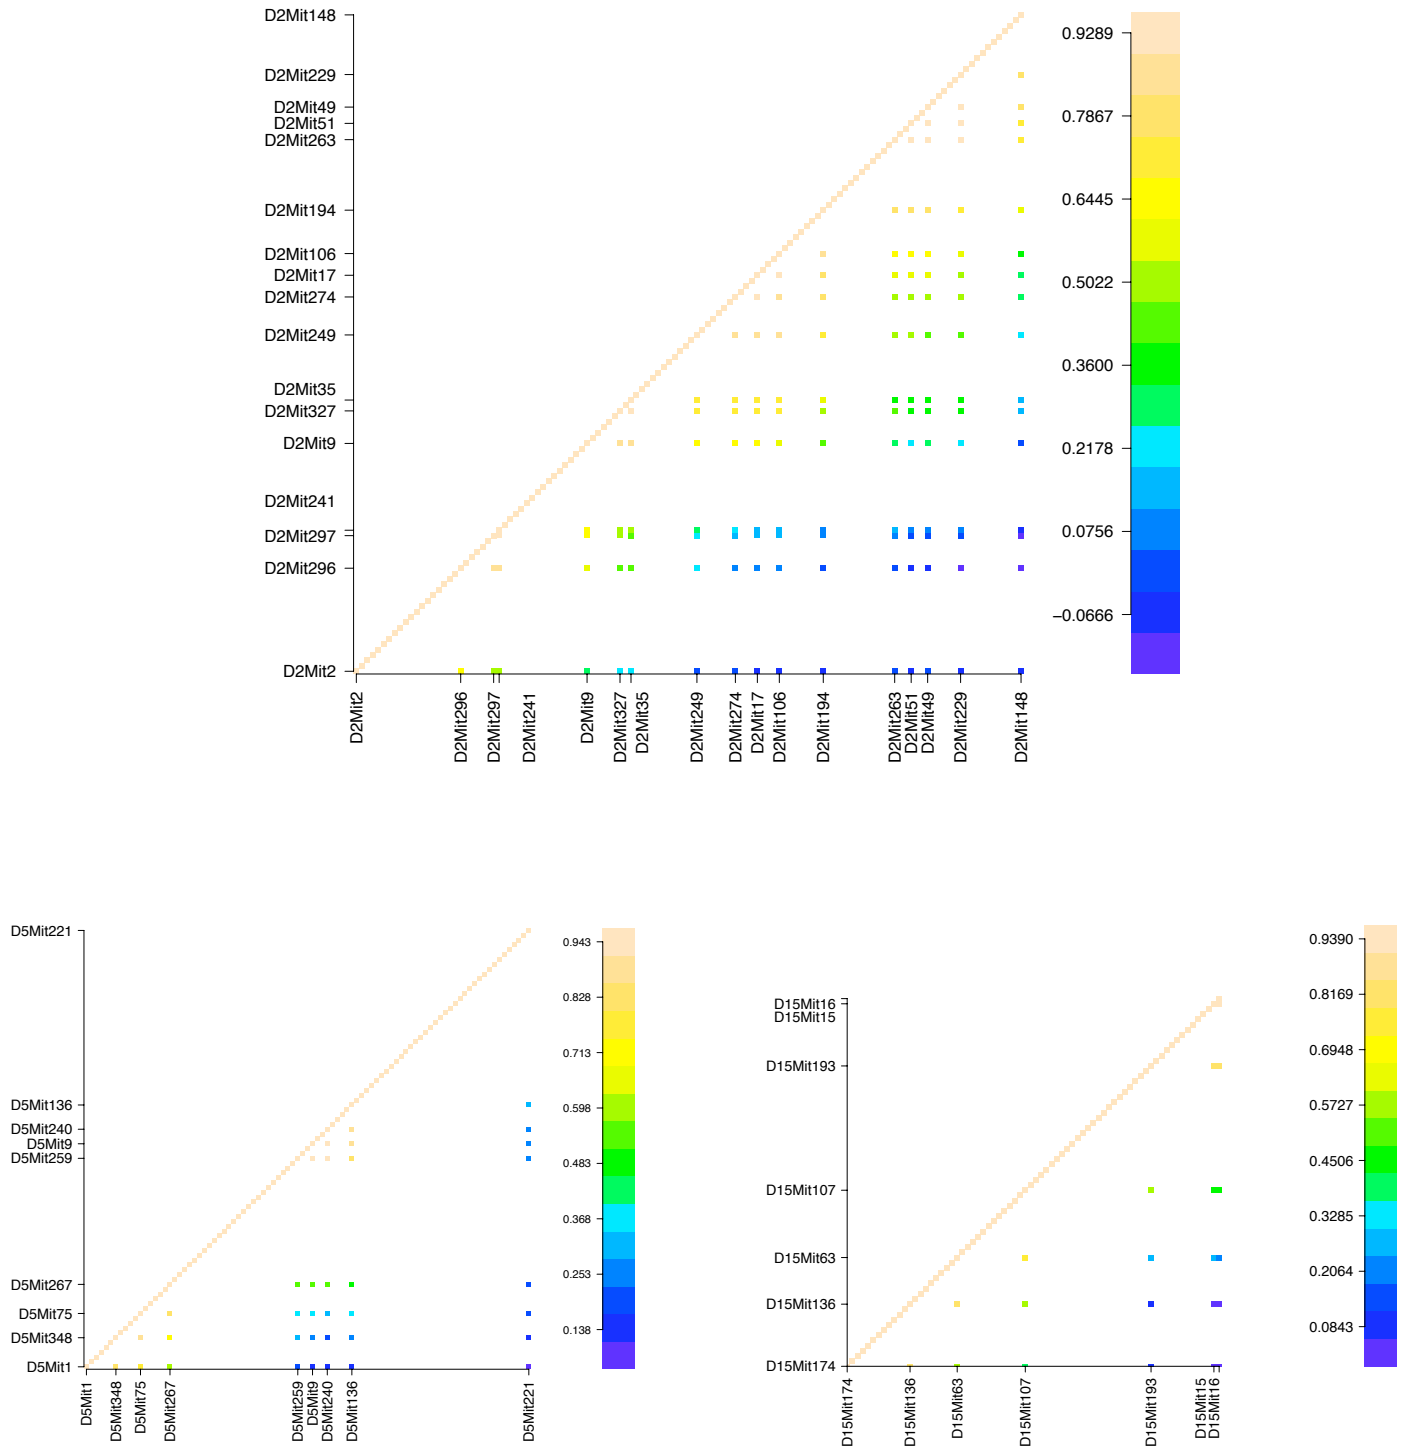 D2Mit148
D2Mit229
D2Mit49
D2Mit51
D2Mit263
D2Mit194
D2Mit106
D2Mit17
D2Mit274
D2Mit249
D2Mit35
D2Mit327
D2Mit9
D2Mit241
D2Mit297
D2Mit296
D2Mit2
D2Mit2
D2Mit296
D2Mit297
D2Mit241
D2Mit9
D2Mit327
D2Mit35
D2Mit249
D2Mit274
D2Mit17
D2Mit106
D2Mit194
D2Mit263
D2Mit51
D2Mit49
D2Mit229
D2Mit148
0.9289
0.7867
0.6445
0.5022
0.3600
0.2178
0.0756
−0.0666
D5Mit221
D5Mit136
D5Mit240
D5Mit9
D5Mit259
D5Mit267
D5Mit75
D5Mit348
D5Mit1
D5Mit1
D5Mit348
D5Mit75
D5Mit267
D5Mit259
D5Mit9
D5Mit240
D5Mit136
D5Mit221
0.943
0.828
0.713
0.598
0.483
0.368
0.253
0.138
D15Mit16
D15Mit15
D15Mit193
D15Mit107
D15Mit63
D15Mit136
D15Mit174
D15Mit174
D15Mit136
D15Mit63
D15Mit107
D15Mit193
D15Mit15
D15Mit16
0.9390
0.8169
0.6948
0.5727
0.4506
0.3285
0.2064
0.0843